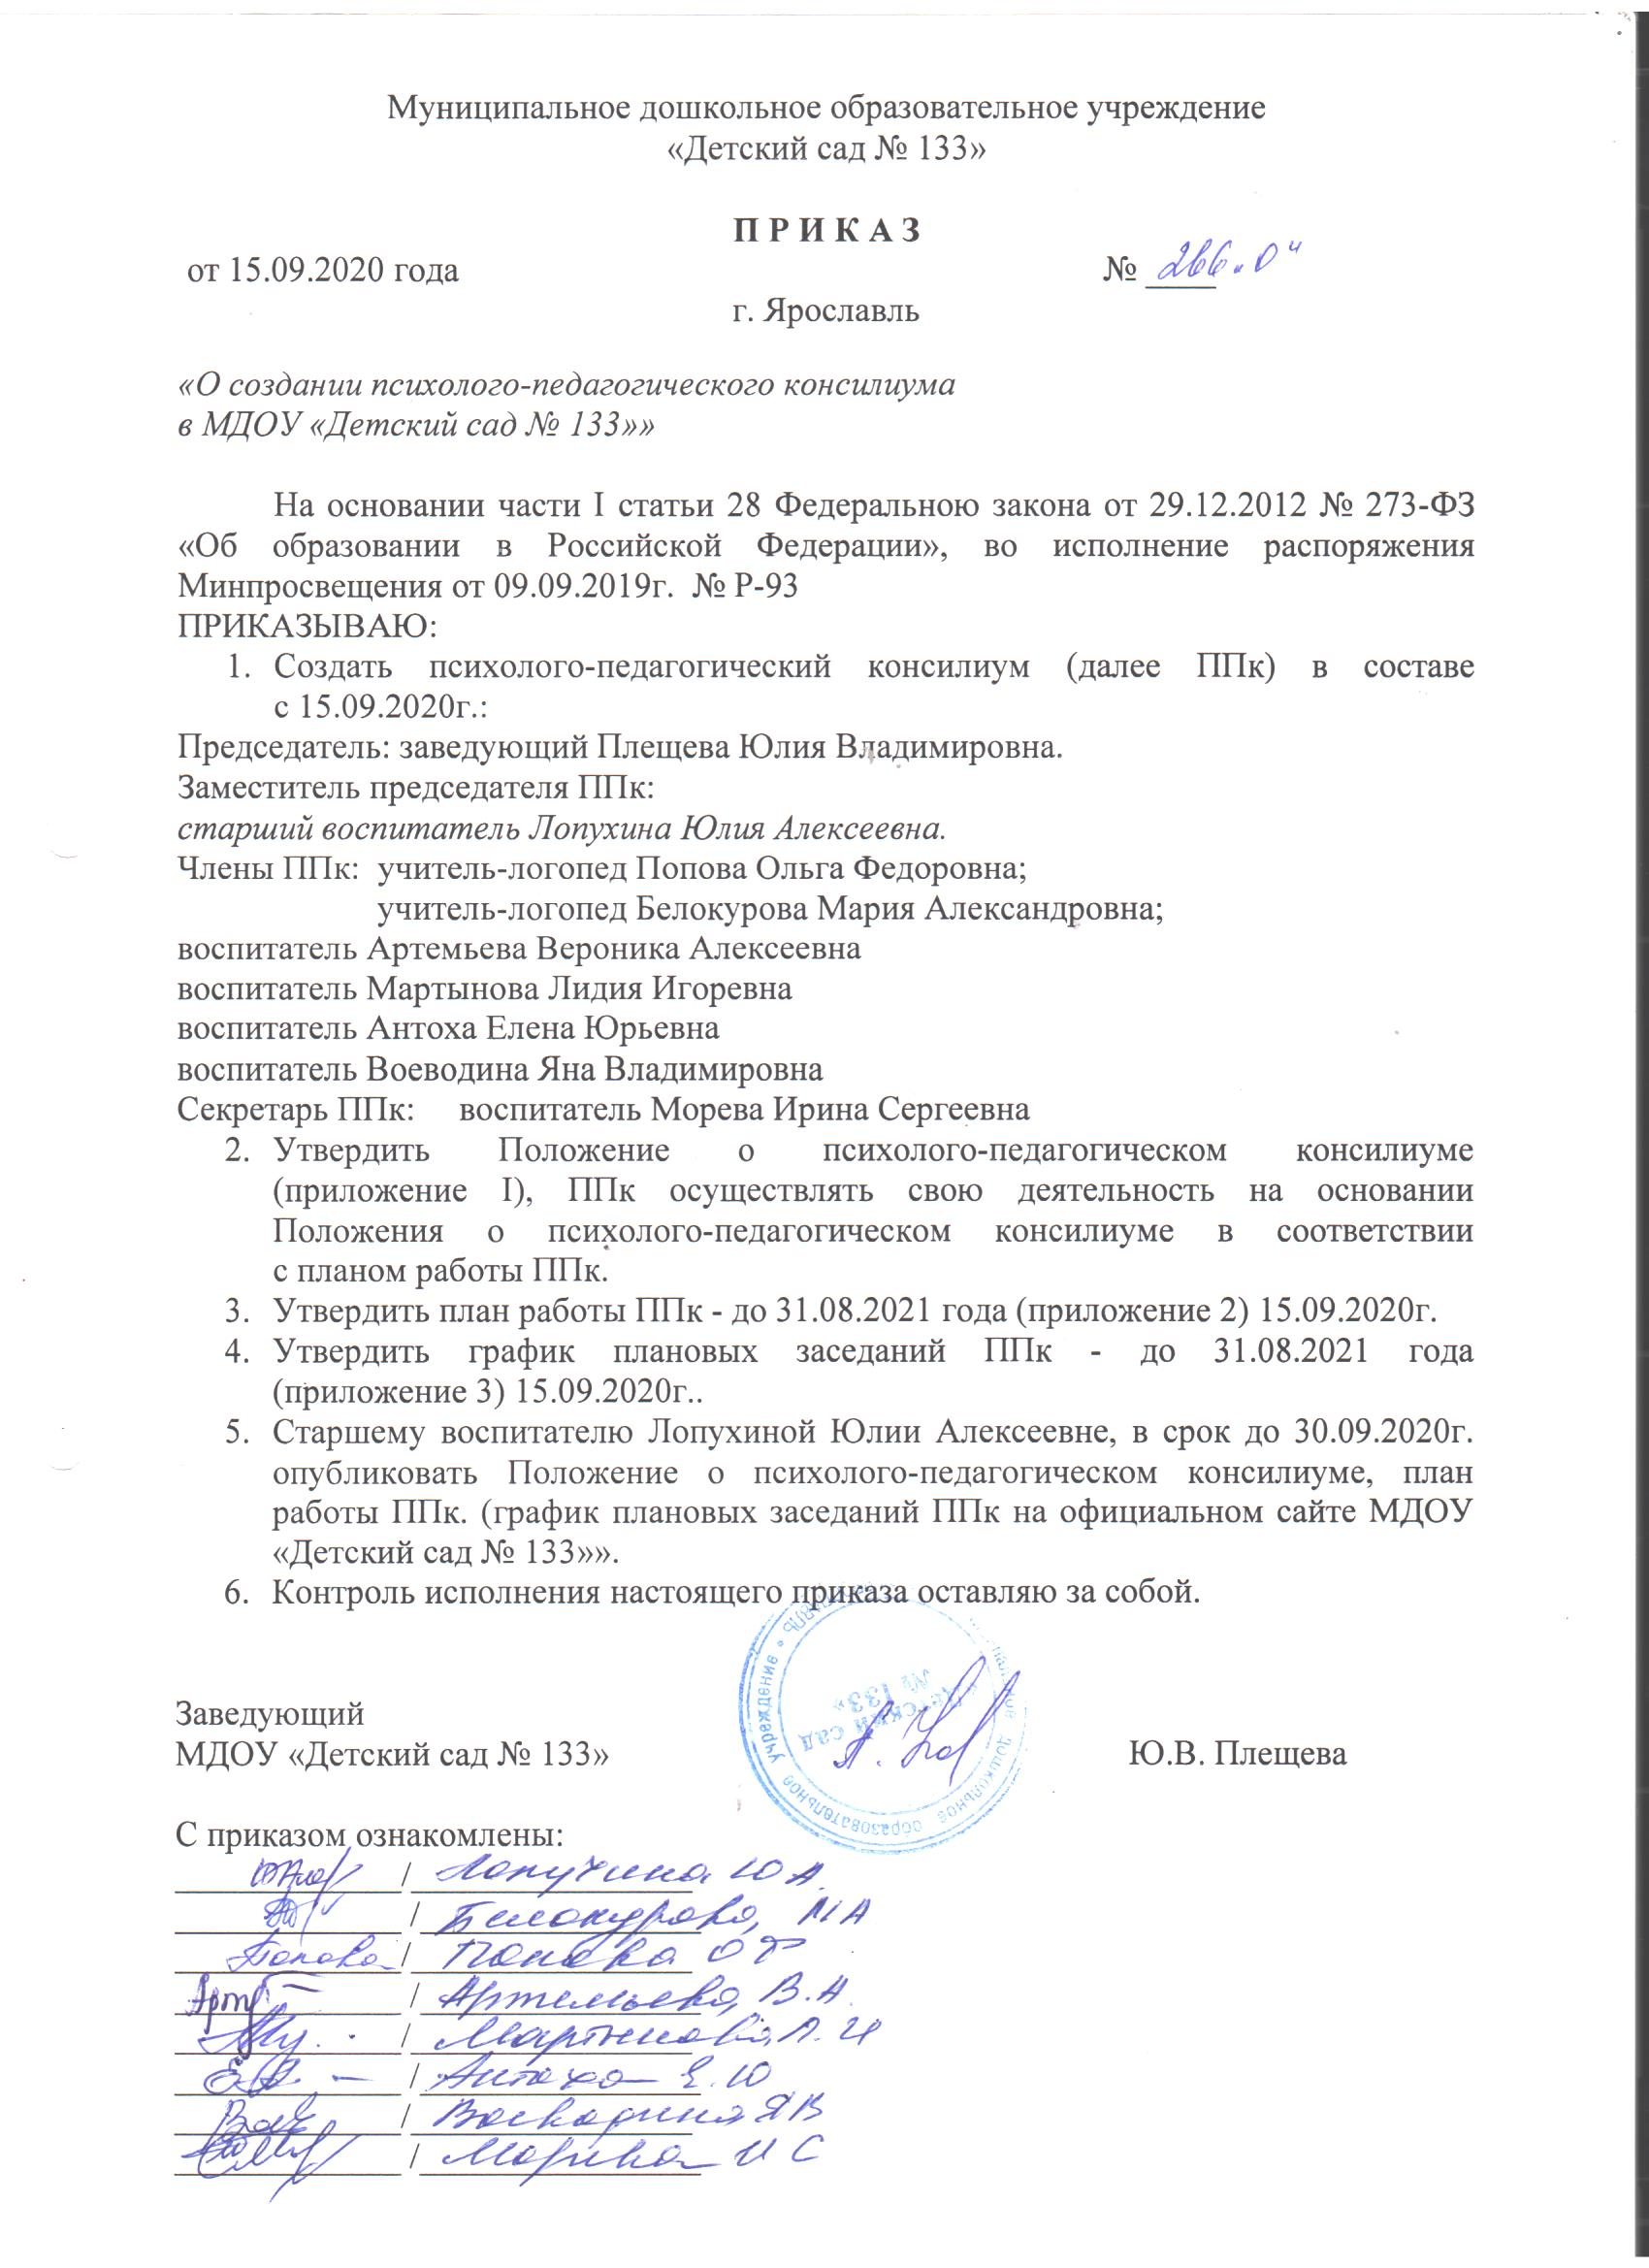 Муниципальное дошкольное образовательное учреждение
«Детский сад № 133»
П Р И К А З
от 15.09.2020 года № 266.0
г. Ярославль
«О создании психолого-педагогического консилиума
в МДОУ «Детский сад № 133»»
На основании части I статьи 28 Федеральною закона от 29.12.2012 № 273-ФЗ
«Об образовании в Российской Федерации», во исполнение распоряжения
Минпросвещения от 09.09.2019г. № Р-93
ПРИКАЗЫВАЮ:
1. Создать психолого-педагогический консилиум (далее ППк) в составе
с 15.09.2020г.:
Председатель: заведующий Плещева Юлия Владимировна.
Заместитель председателя ППк:
старший воспитатель Лопухина Юлия Алексеевна.
Члены ППк: учитель-логопед Попова Ольга Федоровна;
учитель-логопед Белокурова Мария Александровна;
воспитатель Артемьева Вероника Алексеевна
воспитатель Мартынова Лидия Игоревна
воспитатель Антоха Елена Юрьевна
воспитатель Воеводина Яна Владимировна
Секретарь ППк: воспитатель Морева Ирина Сергеевна
2. Утвердить Положение о психолого-педагогическом консилиуме
(приложение I), ППк осуществлять свою деятельность на основании
Положения о психолого-педагогическом консилиуме в соответствии
с планом работы ППк.
3. Утвердить план работы ППк - до 31.08.2021 года (приложение 2) 15.09.2020г.
4. Утвердить график плановых заседаний ППк - до 31.08.2021 года
(приложение 3) 15.09.2020г..
5. Старшему воспитателю Лопухиной Юлии Алексеевне, в срок до 30.09.2020г.
опубликовать Положение о психолого-педагогическом консилиуме, план
работы ППк. (график плановых заседаний ППк на официальном сайте МДОУ
«Детский сад № 133»».
6. Контроль исполнения настоящего приказа оставляю за собой.
дошкольное образовательное учреждение
«Детский сад
№ 133»
Заведующий
МДОУ «Детский сад № 133» Ю.В. Плещева
С приказом ознакомлены:
/ Лопухина Ю А.
/ Белокурова МА
Попова / Попова О Ф
/ Артемьева В.А.
/ Мартынова Л. И
/ Антоха Е. Ю
/ Воеводина Я В
/ Морева И С